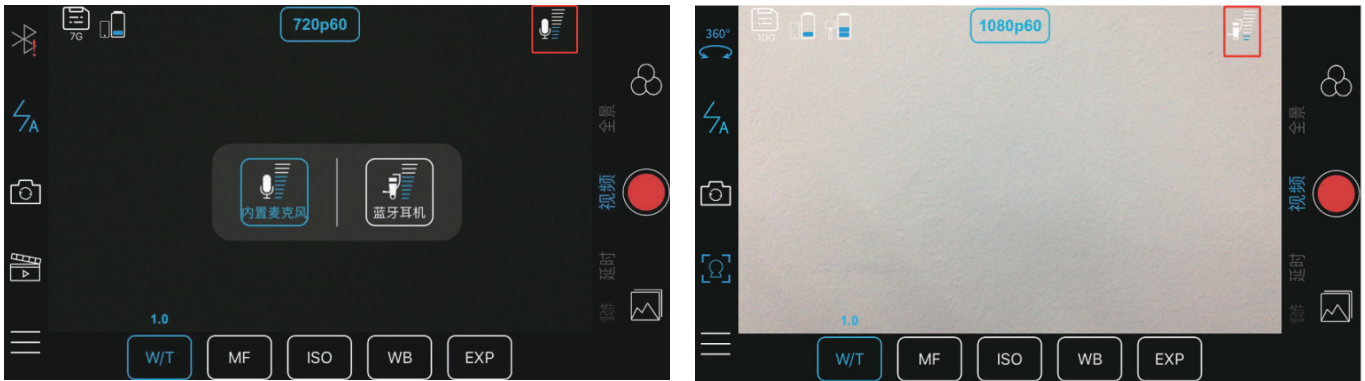 7G
720p60
A
内置麦克风
蓝牙耳机
全景
视频
延时
1.0
W/T
MF
ISO
WB
EXP
360°
10G
1080p60
A
全景
视频
延时
1.0
W/T
MF
ISO
WB
EXP